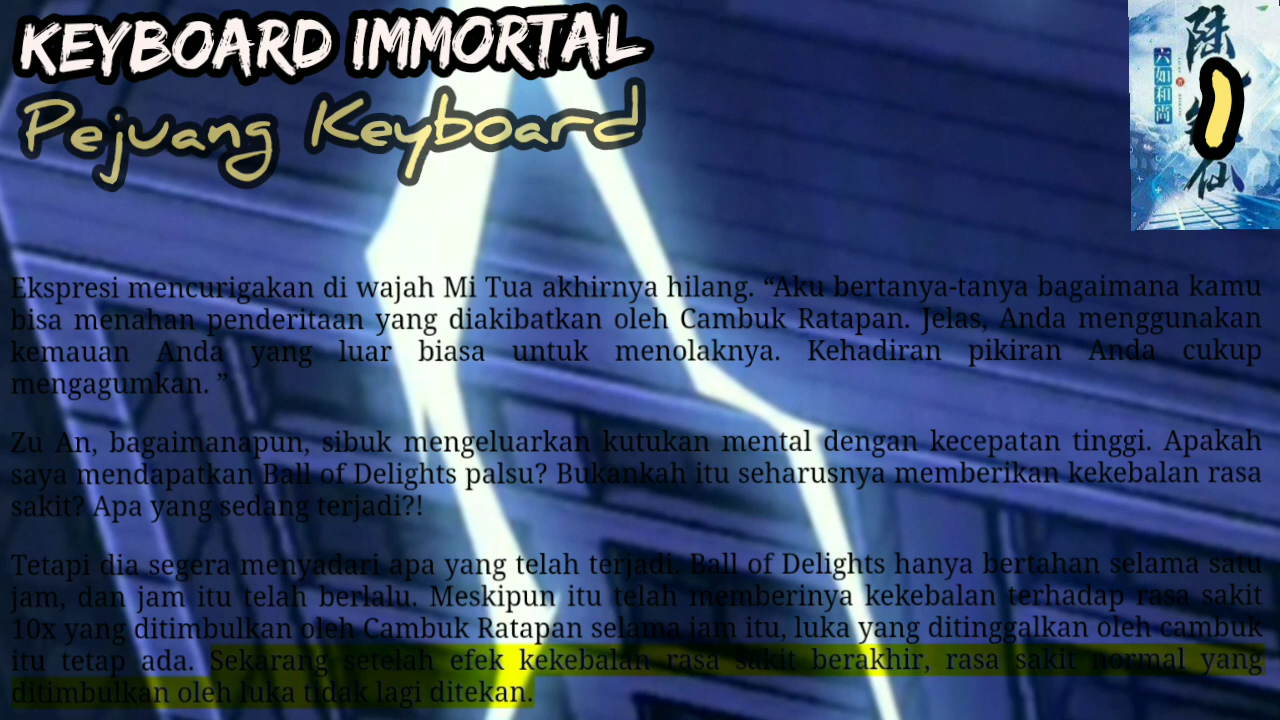 KEYBOARD IMMORTAL
Pejuang Keyboard
陆
仙
六如和尚
Ekspresi mencurigakan di wajah Mi Tua akhirnya hilang. “Aku bertanya-tanya bagaimana kamu
bisa menahan penderitaan yang diakibatkan oleh Cambuk Ratapan. Jelas, Anda menggunakan
kemauan Anda yang luar biasa untuk menolaknya. Kehadiran pikiran Anda cukup
mengagumkan. ”
Zu An, bagaimanapun, sibuk mengeluarkan kutukan mental dengan kecepatan tinggi. Apakah
saya mendapatkan Ball of Delights palsu? Bukankah itu seharusnya memberikan kekebalan rasa
sakit? Apa yang sedang terjadi?!
Tetapi dia segera menyadari apa yang telah terjadi. Ball of Delights hanya bertahan selama satu
jam, dan jam itu telah berlalu. Meskipun itu telah memberinya kekebalan terhadap rasa sakit
10x yang ditimbulkan oleh Cambuk Ratapan selama jam itu, luka yang ditinggalkan oleh cambuk
itu tetap ada. Sekarang setelah efek kekebalan rasa sakit berakhir, rasa sakit normal yang
ditimbulkan oleh luka tidak lagi ditekan.